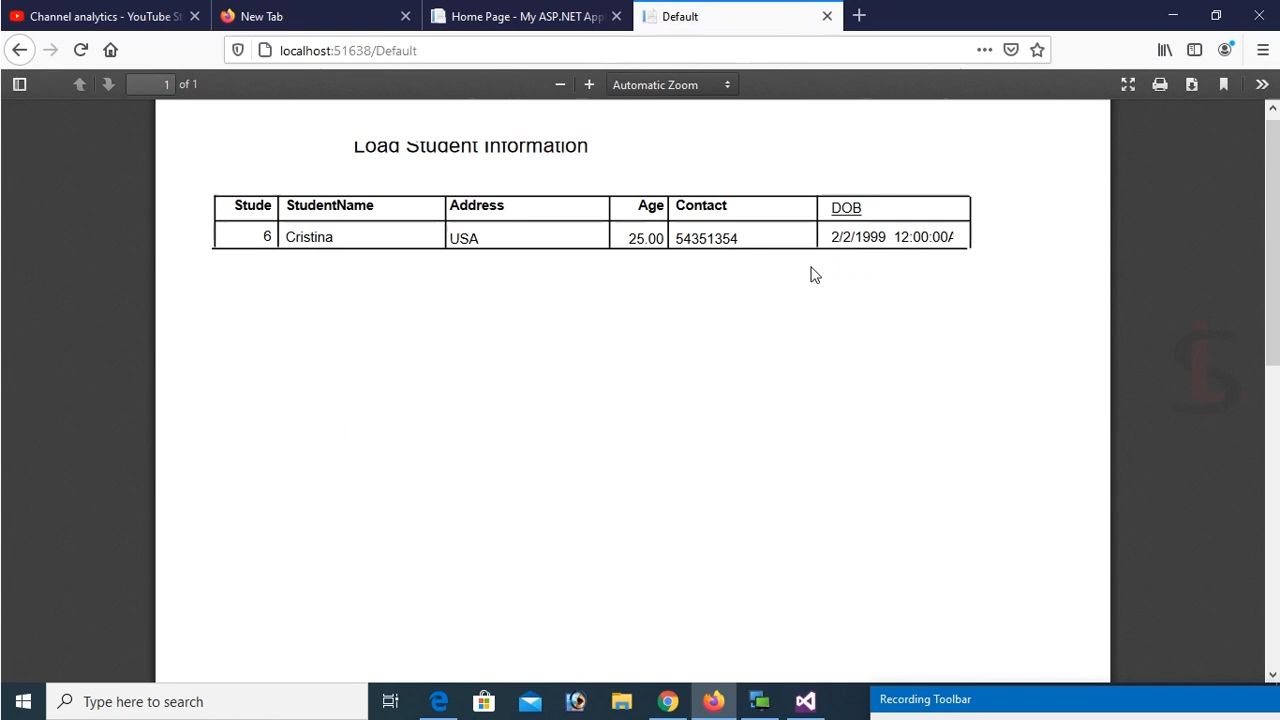 Channel analytics - YouTube St
New Tab
Home Page - My ASP.NET Appl
Default
localhost:51638/Default
1 of 1
Automatic Zoom
Load Student Information
Stude StudentName Address Age Contact DOB
6 Cristina USA 25.00 54351354 2/2/1999 12:00:00A
Type here to search
Recording Toolbar